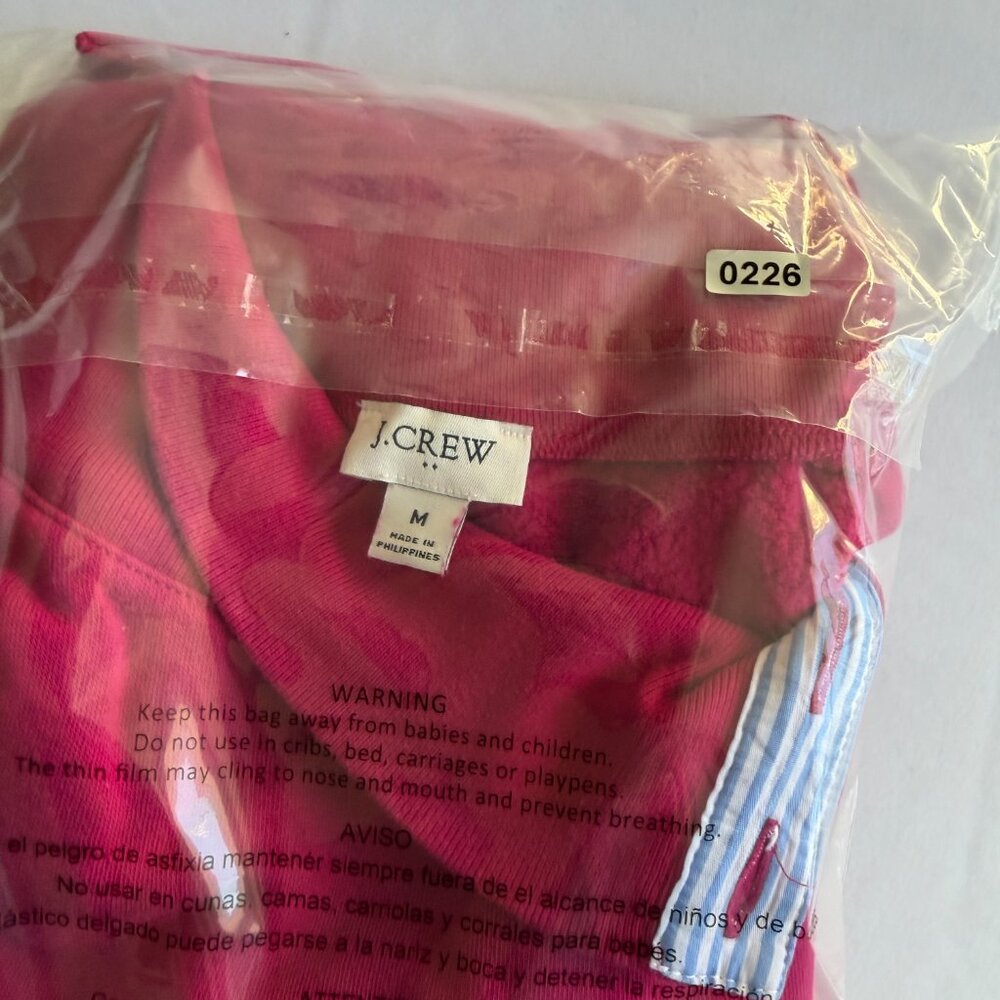 0226
J.CREW
M
MADE IN
PHILIPPINES
WARNING
Keep this bag away from babies and children.
Do not use in cribs, bed, carriages or playpens.
The thin film may cling to nose and mouth and prevent breathing.
AVISO
el peligro de asfixia mantener siempre fuera de el alcance de niños y de b
No usar en cunas, camas, carriolas y corrales para bebés.
ástico delgado puede pegarse a la nariz y boca y detener la respiración